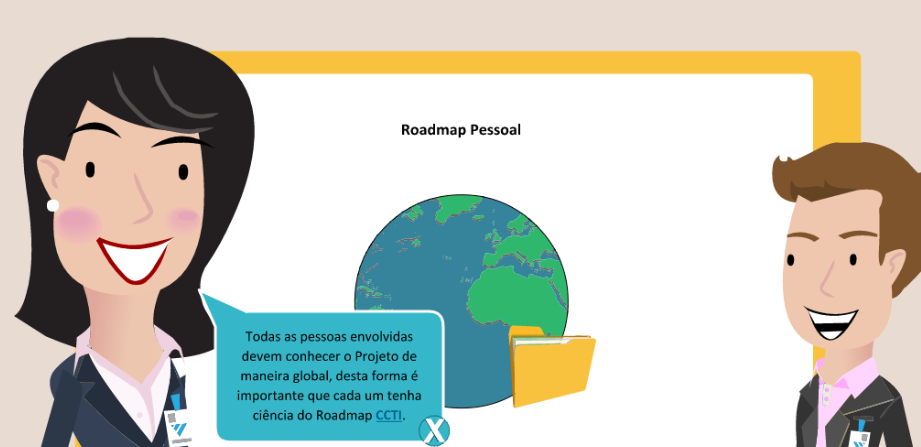 Roadmap Pessoal
Todas as pessoas envolvidas
devem conhecer o Projeto de
maneira global, desta forma é
importante que cada um tenha
ciência do Roadmap CCTI.
X